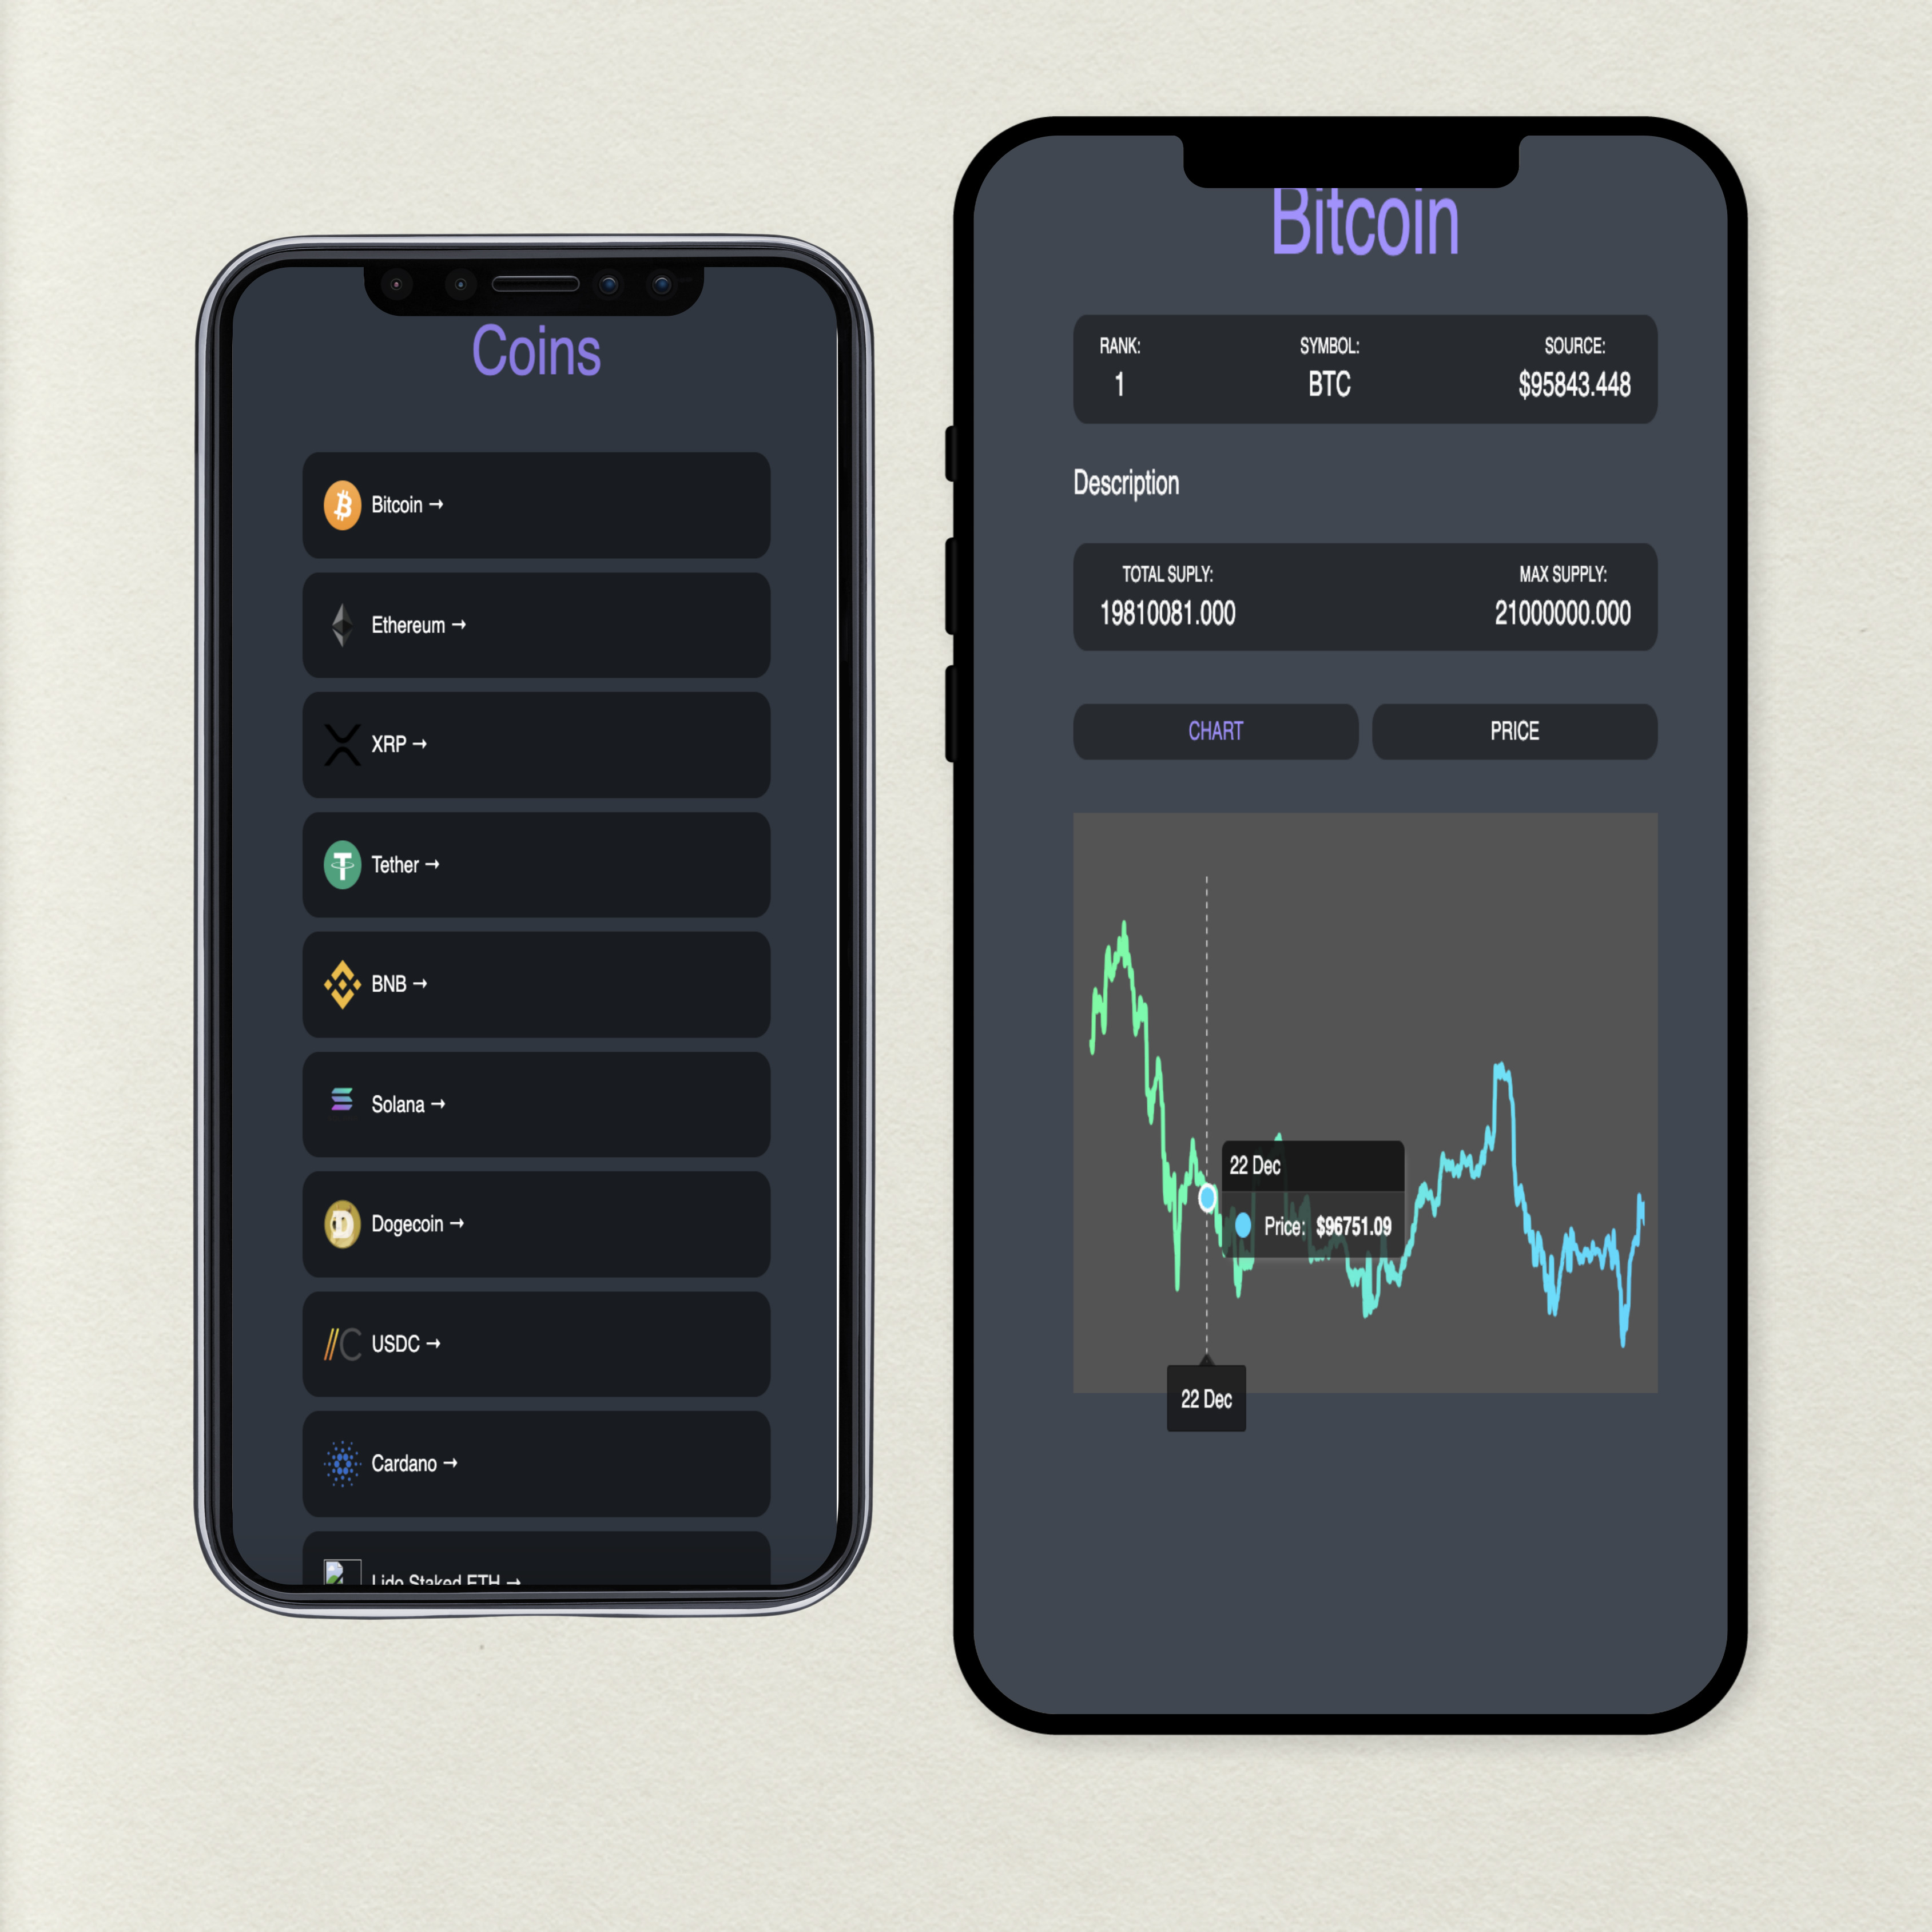 Coins
Bitcoin →
Ethereum →
XRP →
Tether →
BNB →
Solana →
Dogecoin →
USDC →
Cardano →
Lido Staked ETH →
Bitcoin
RANK: SYMBOL: SOURCE:
1 BTC $95843.448
Description
TOTAL SUPLY: MAX SUPPLY:
19810081.000 21000000.000
CHART PRICE
22 Dec
Price: $96751.09
22 Dec